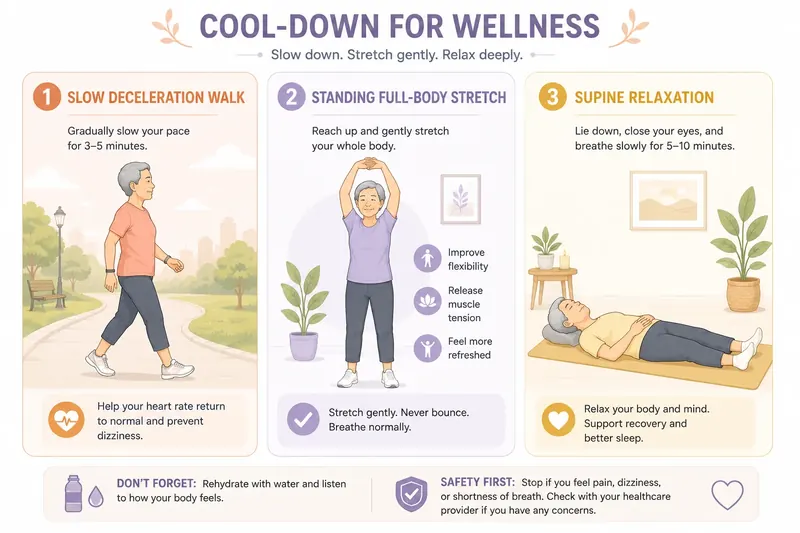 COOL-DOWN FOR WELLNESS
Slow down. Stretch gently. Relax deeply.
1 SLOW DECELERATION WALK
Gradually slow your pace
for 3–5 minutes.
Help your heart rate return
to normal and prevent
dizziness.
2 STANDING FULL-BODY STRETCH
Reach up and gently stretch
your whole body.
Improve
flexibility
Release
muscle
tension
Feel more
refreshed
Stretch gently. Never bounce.
Breathe normally.
3 SUPINE RELAXATION
Lie down, close your eyes, and
breathe slowly for 5–10 minutes.
Relax your body and mind.
Support recovery and
better sleep.
DON'T FORGET: Rehydrate with water and listen
to how your body feels.
SAFETY FIRST: Stop if you feel pain, dizziness,
or shortness of breath. Check with your healthcare
provider if you have any concerns.